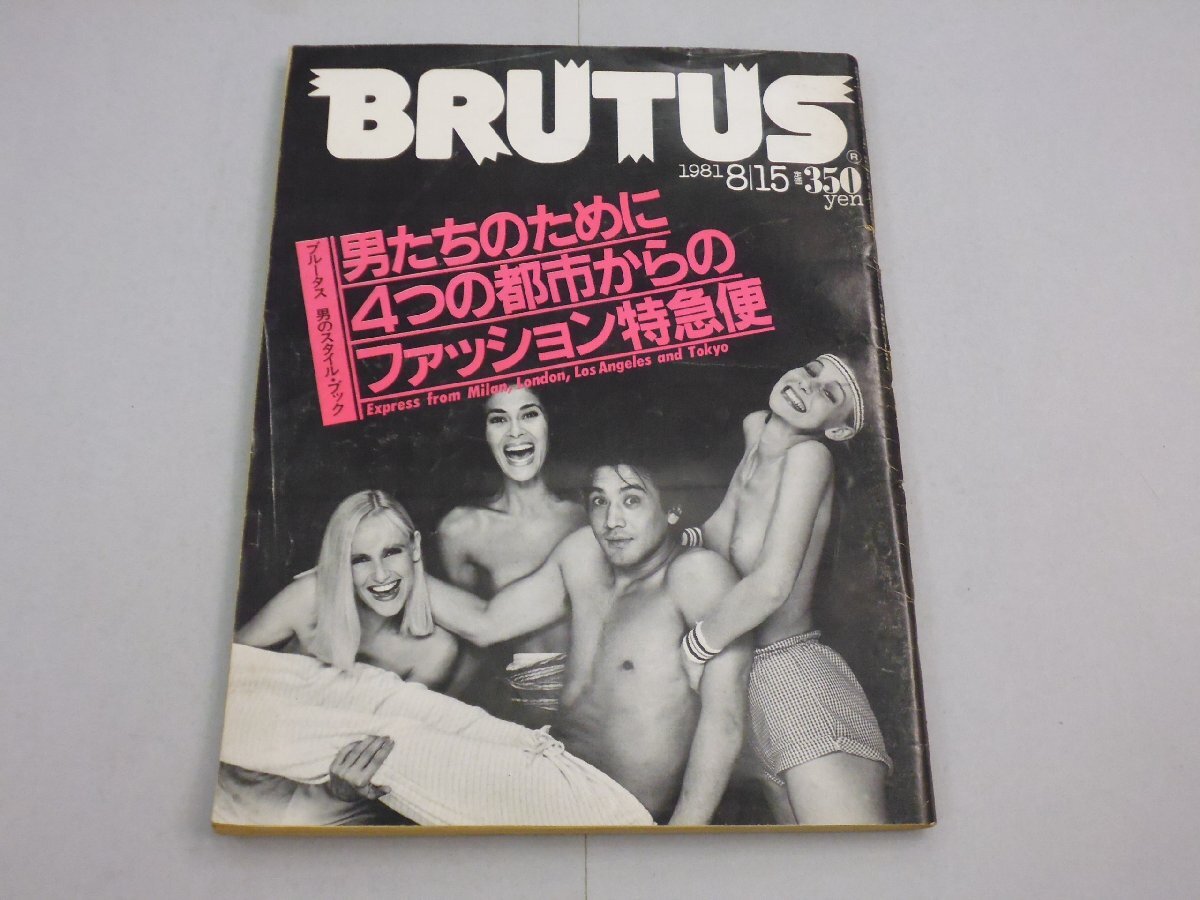 BRUTUS
®
1981 8|15 350
yen
男たちのために
4つの都市からの
ファッション特急便
Express from Milan, London, Los Angeles and Tokyo
ブルータス 男のスタイル・ブック